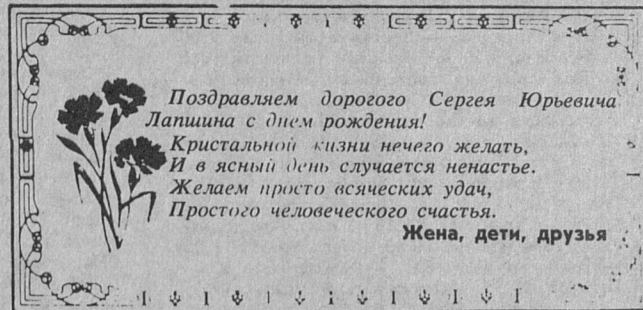 Поздравляем дорогого Сергея Юрьевича
Лапшина с днем рождения!
Кристальной жизни нечего желать,
И в ясный день случается ненастье.
Желаем просто всяческих удач,
Простого человеческого счастья.
Жена, дети, друзья